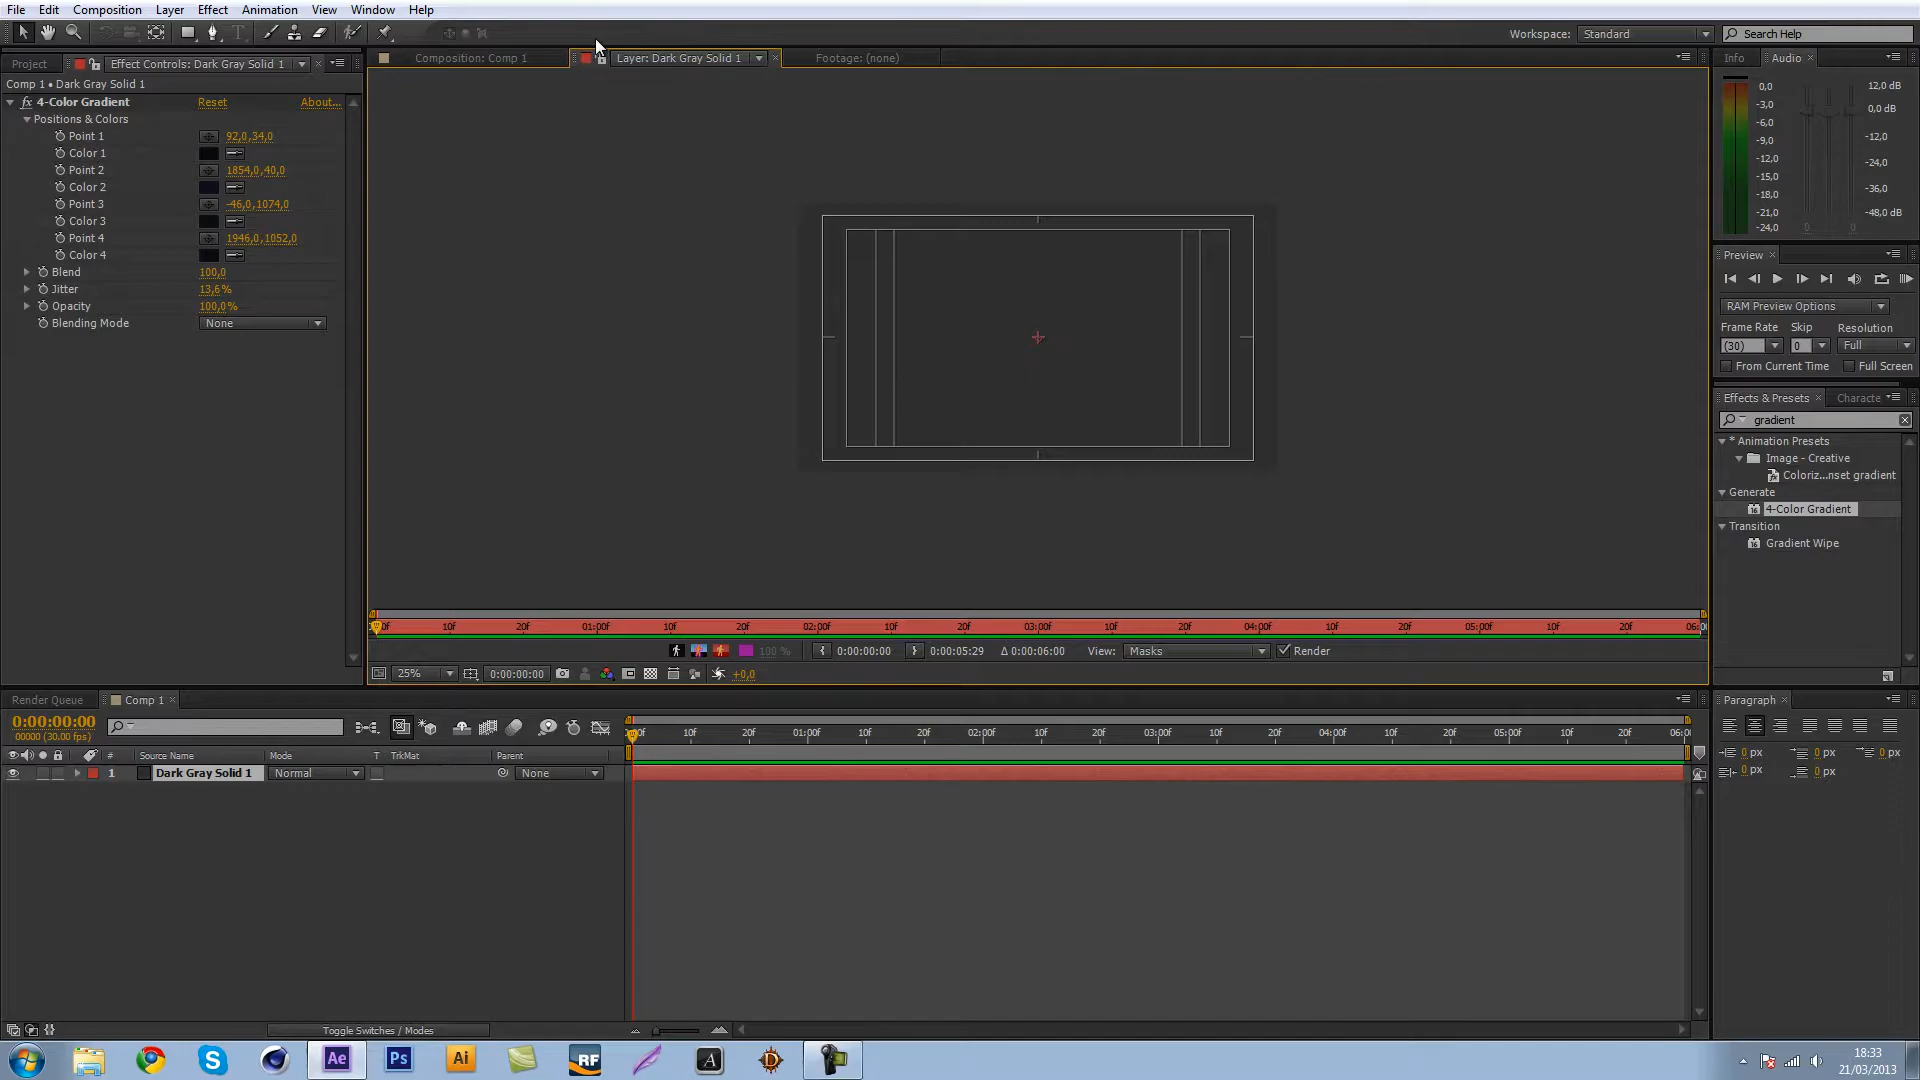 File Edit Composition Layer Effect Animation View Window Help
Workspace: Standard Search Help
Project Effect Controls: Dark Gray Solid 1
Composition: Comp 1 Layer: Dark Gray Solid 1 Footage: (none)
Info Audio
Comp 1 • Dark Gray Solid 1
fx 4-Color Gradient Reset About...
Positions & Colors
Point 1 92,0,34,0
Color 1
Point 2 1854,0,40,0
Color 2
Point 3 -46,0,1074,0
Color 3
Point 4 1946,0,1052,0
Color 4
Blend 100,0
Jitter 13,6%
Opacity 100,0%
Blending Mode None
0,0 12,0 dB
-3,0 0,0 dB
-6,0
-9,0 -12,0
-12,0
-15,0 -24,0
-18,0 -36,0
-21,0 -48,0 dB
-24,0 0 0
Preview
RAM Preview Options
Frame Rate Skip Resolution
(30) 0 Full
From Current Time Full Screen
Effects & Presets Characte
gradient
* Animation Presets
Image - Creative
Coloriz...nset gradient
Generate
4-Color Gradient
Transition
Gradient Wipe
10f 20f 01:00f 10f 20f 02:00f 10f 20f 03:00f 10f 20f 04:00f 10f 20f 05:00f 10f 20f
100 % 0:00:00:00 0:00:05:29 Δ 0:00:06:00 View: Masks Render
25% 0:00:00:00 +0,0
Render Queue Comp 1
0:00:00:00
00000 (30.00 fps)
10f 20f 01:00f 10f 20f 02:00f 10f 20f 03:00f 10f 20f 04:00f 10f 20f 05:00f 10f 20f
# Source Name Mode T TrkMat Parent
1 Dark Gray Solid 1 Normal None
Paragraph
0 px 0 px 0 px
0 px 0 px
Toggle Switches / Modes
Ae Ps Ai RF A
18:33
21/03/2013